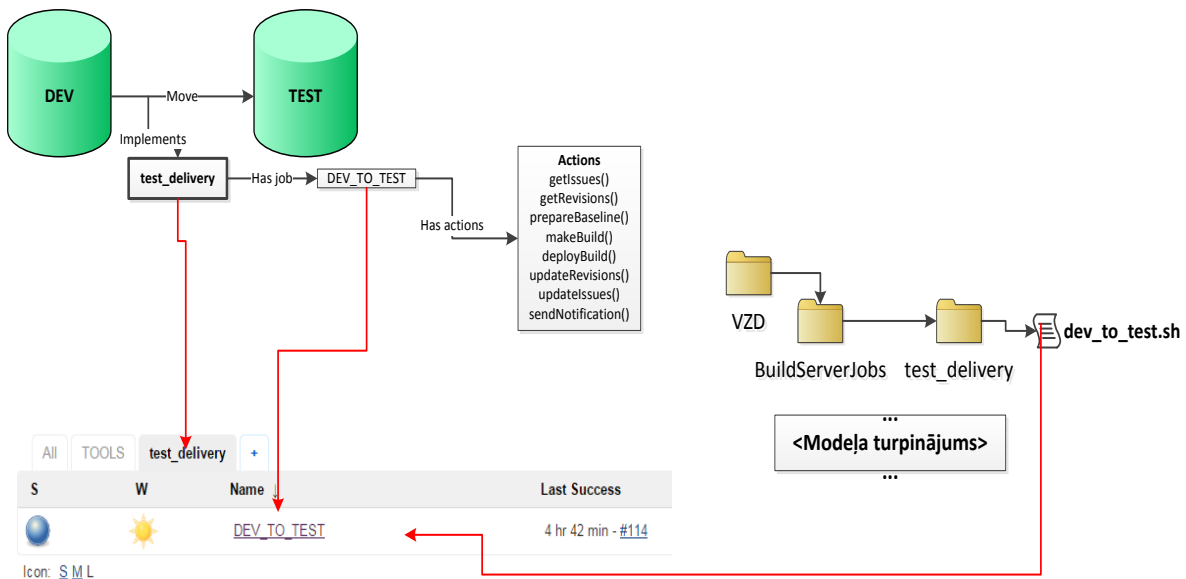 DEV
Move
TEST
Implements
test_delivery
Has job
DEV_TO_TEST
Has actions
Actions
getIssues()
getRevisions()
prepareBaseline()
makeBuild()
deployBuild()
updateRevisions()
updateIssues()
sendNotification()
VZD
BuildServerJobs
test_delivery
dev_to_test.sh
...
<Modeļa turpinājums>
...
All TOOLS test_delivery +
S W Name ↓ Last Success
DEV_TO_TEST 4 hr 42 min - #114
Icon: S M L